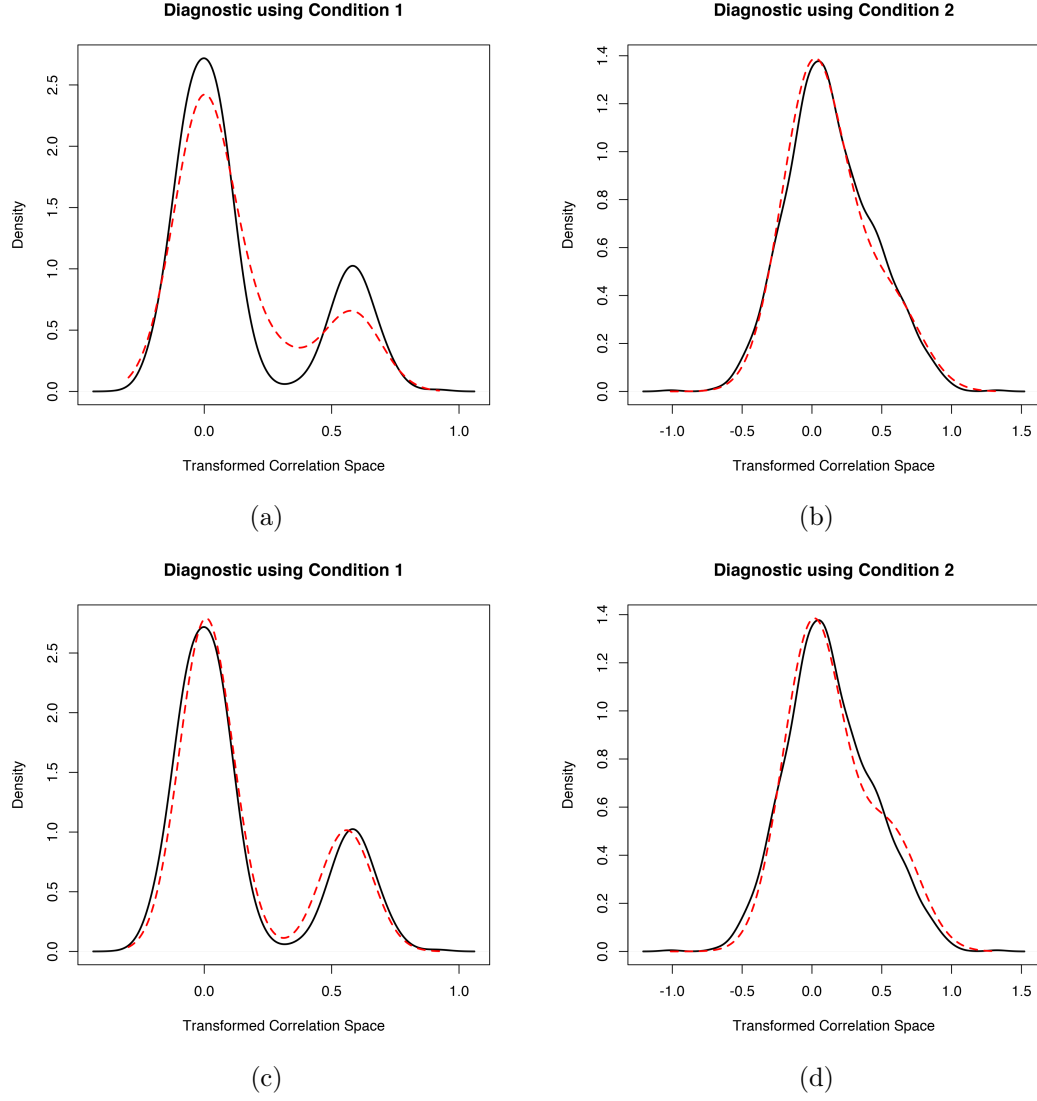 Diagnostic using Condition 1
Density
0.0 0.5 1.0 1.5 2.0 2.5
0.0 0.5 1.0
Transformed Correlation Space
(a)
Diagnostic using Condition 2
Density
0.0 0.2 0.4 0.6 0.8 1.0 1.2 1.4
-1.0 -0.5 0.0 0.5 1.0 1.5
Transformed Correlation Space
(b)
Diagnostic using Condition 1
Density
0.0 0.5 1.0 1.5 2.0 2.5
0.0 0.5 1.0
Transformed Correlation Space
(c)
Diagnostic using Condition 2
Density
0.0 0.2 0.4 0.6 0.8 1.0 1.2 1.4
-1.0 -0.5 0.0 0.5 1.0 1.5
Transformed Correlation Space
(d)